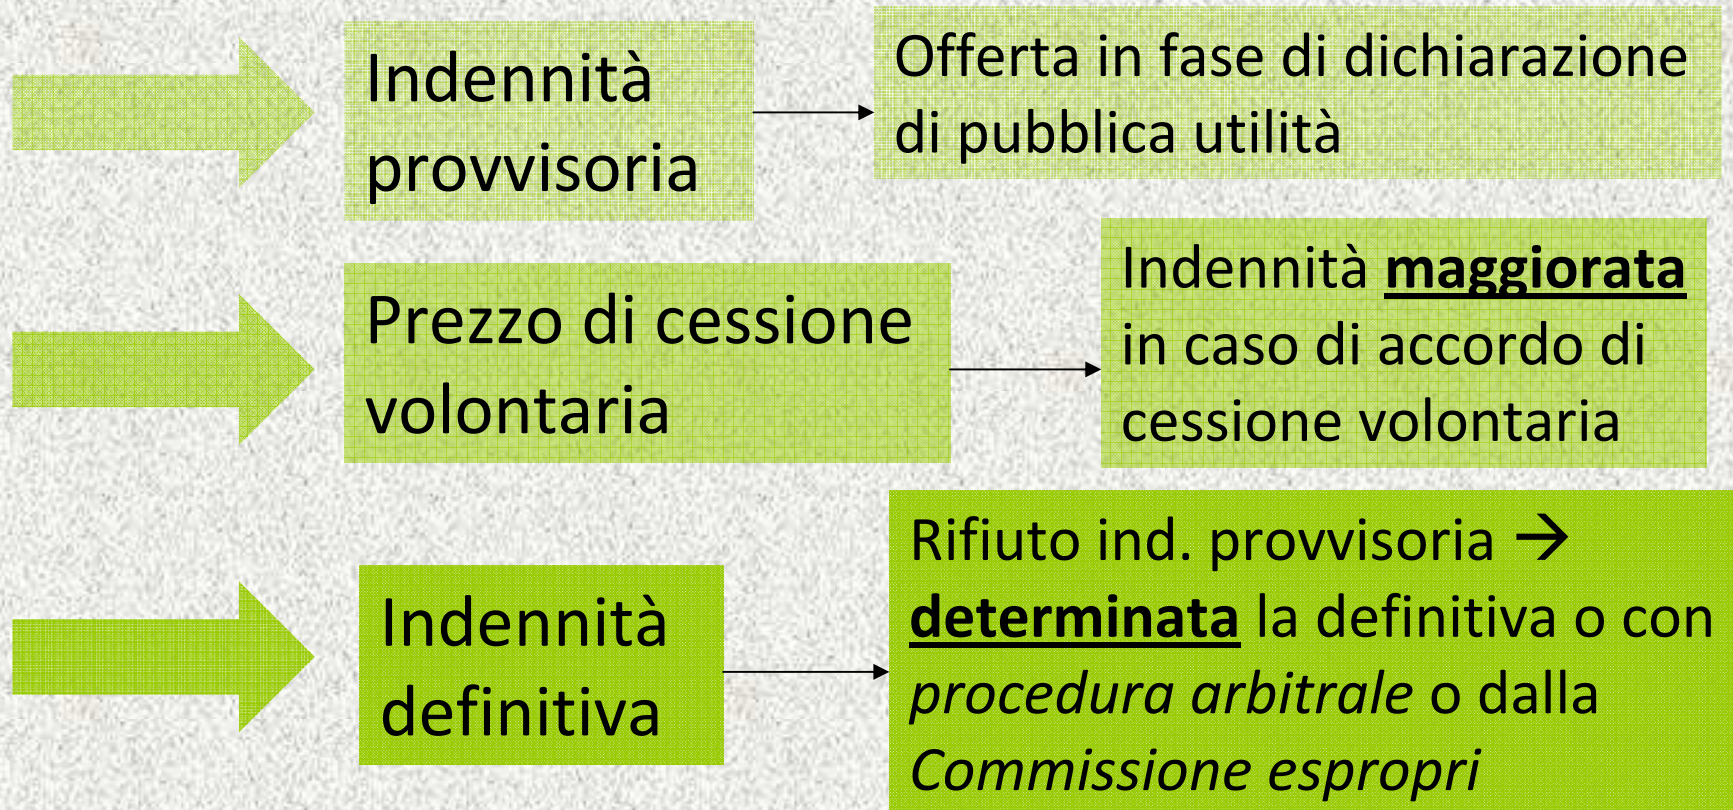 Indennità
provvisoria
Offerta in fase di dichiarazione
di pubblica utilità
Prezzo di cessione
volontaria
Indennità maggiorata
in caso di accordo di
cessione volontaria
Indennità
definitiva
Rifiuto ind. provvisoria →
determinata la definitiva o con
procedura arbitrale o dalla
Commissione espropri